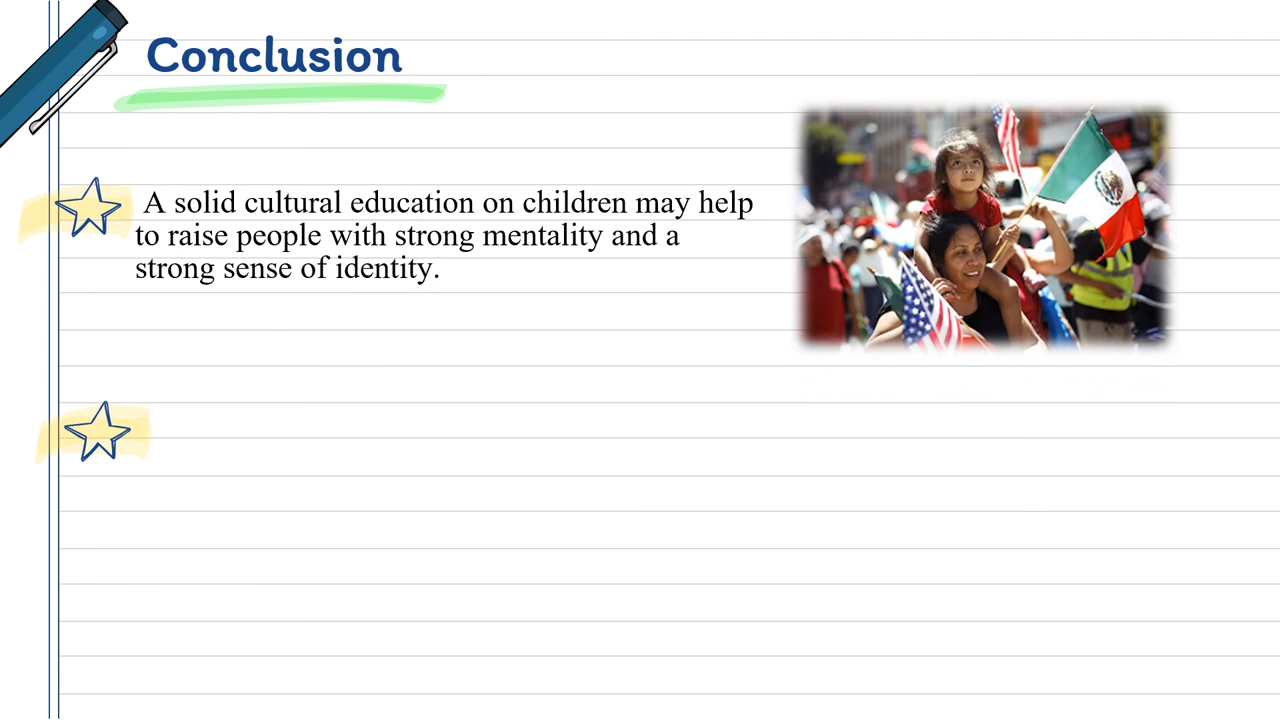 Conclusion
A solid cultural education on children may help
to raise people with strong mentality and a
strong sense of identity.